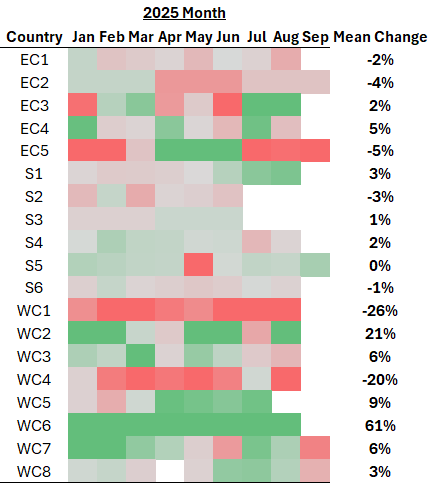 2025 Month
Country Jan Feb Mar Apr May Jun Jul Aug Sep Mean Change
EC1 -2%
EC2 -4%
EC3 2%
EC4 5%
EC5 -5%
S1 3%
S2 -3%
S3 1%
S4 2%
S5 0%
S6 -1%
WC1 -26%
WC2 21%
WC3 6%
WC4 -20%
WC5 9%
WC6 61%
WC7 6%
WC8 3%